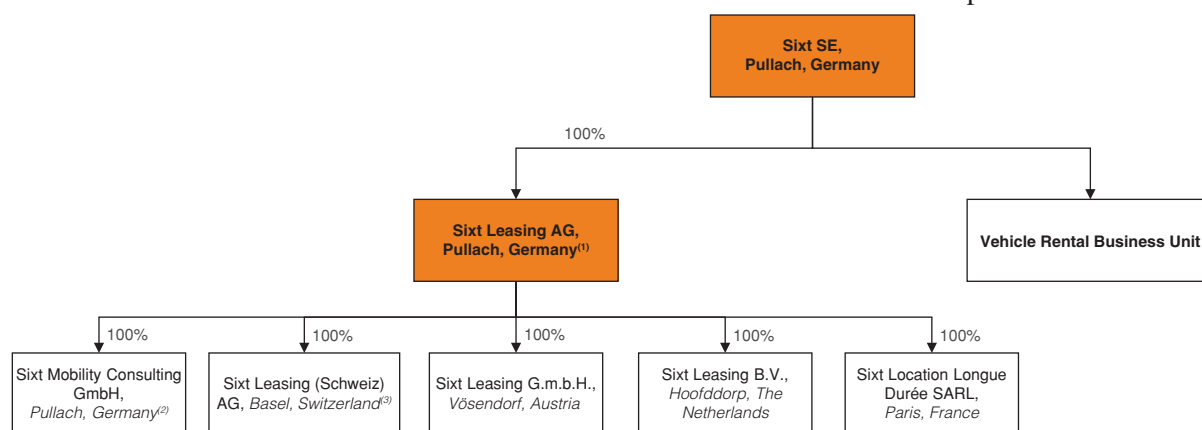 Sixt SE,
Pullach, Germany
100%
Sixt Leasing AG,
Pullach, Germany(1)
Vehicle Rental Business Unit
100%
100%
100%
100%
100%
Sixt Mobility Consulting
GmbH,
Pullach, Germany(2)
Sixt Leasing (Schweiz)
AG, Basel, Switzerland(3)
Sixt Leasing G.m.b.H.,
Vösendorf, Austria
Sixt Leasing B.V.,
Hoofddorp, The
Netherlands
Sixt Location Longue
Durée SARL,
Paris, France